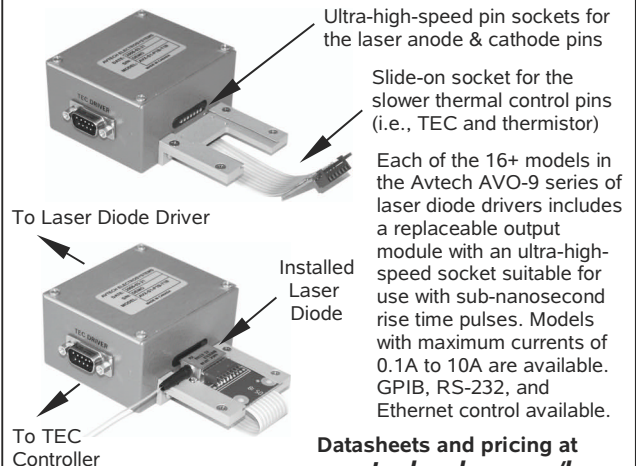 Ultra-high-speed pin sockets for
the laser anode & cathode pins
Slide-on socket for the
slower thermal control pins
(i.e., TEC and thermistor)
Each of the 16+ models in
the Avtech AVO-9 series of
laser diode drivers includes
a replaceable output
module with an ultra-high-
speed socket suitable for
use with sub-nanosecond
rise time pulses. Models
with maximum currents of
0.1A to 10A are available.
GPIB, RS-232, and
Ethernet control available.
TEC DRIVER
To Laser Diode Driver
Installed
Laser
Diode
TEC DRIVER
To TEC
Controller
Datasheets and pricing at